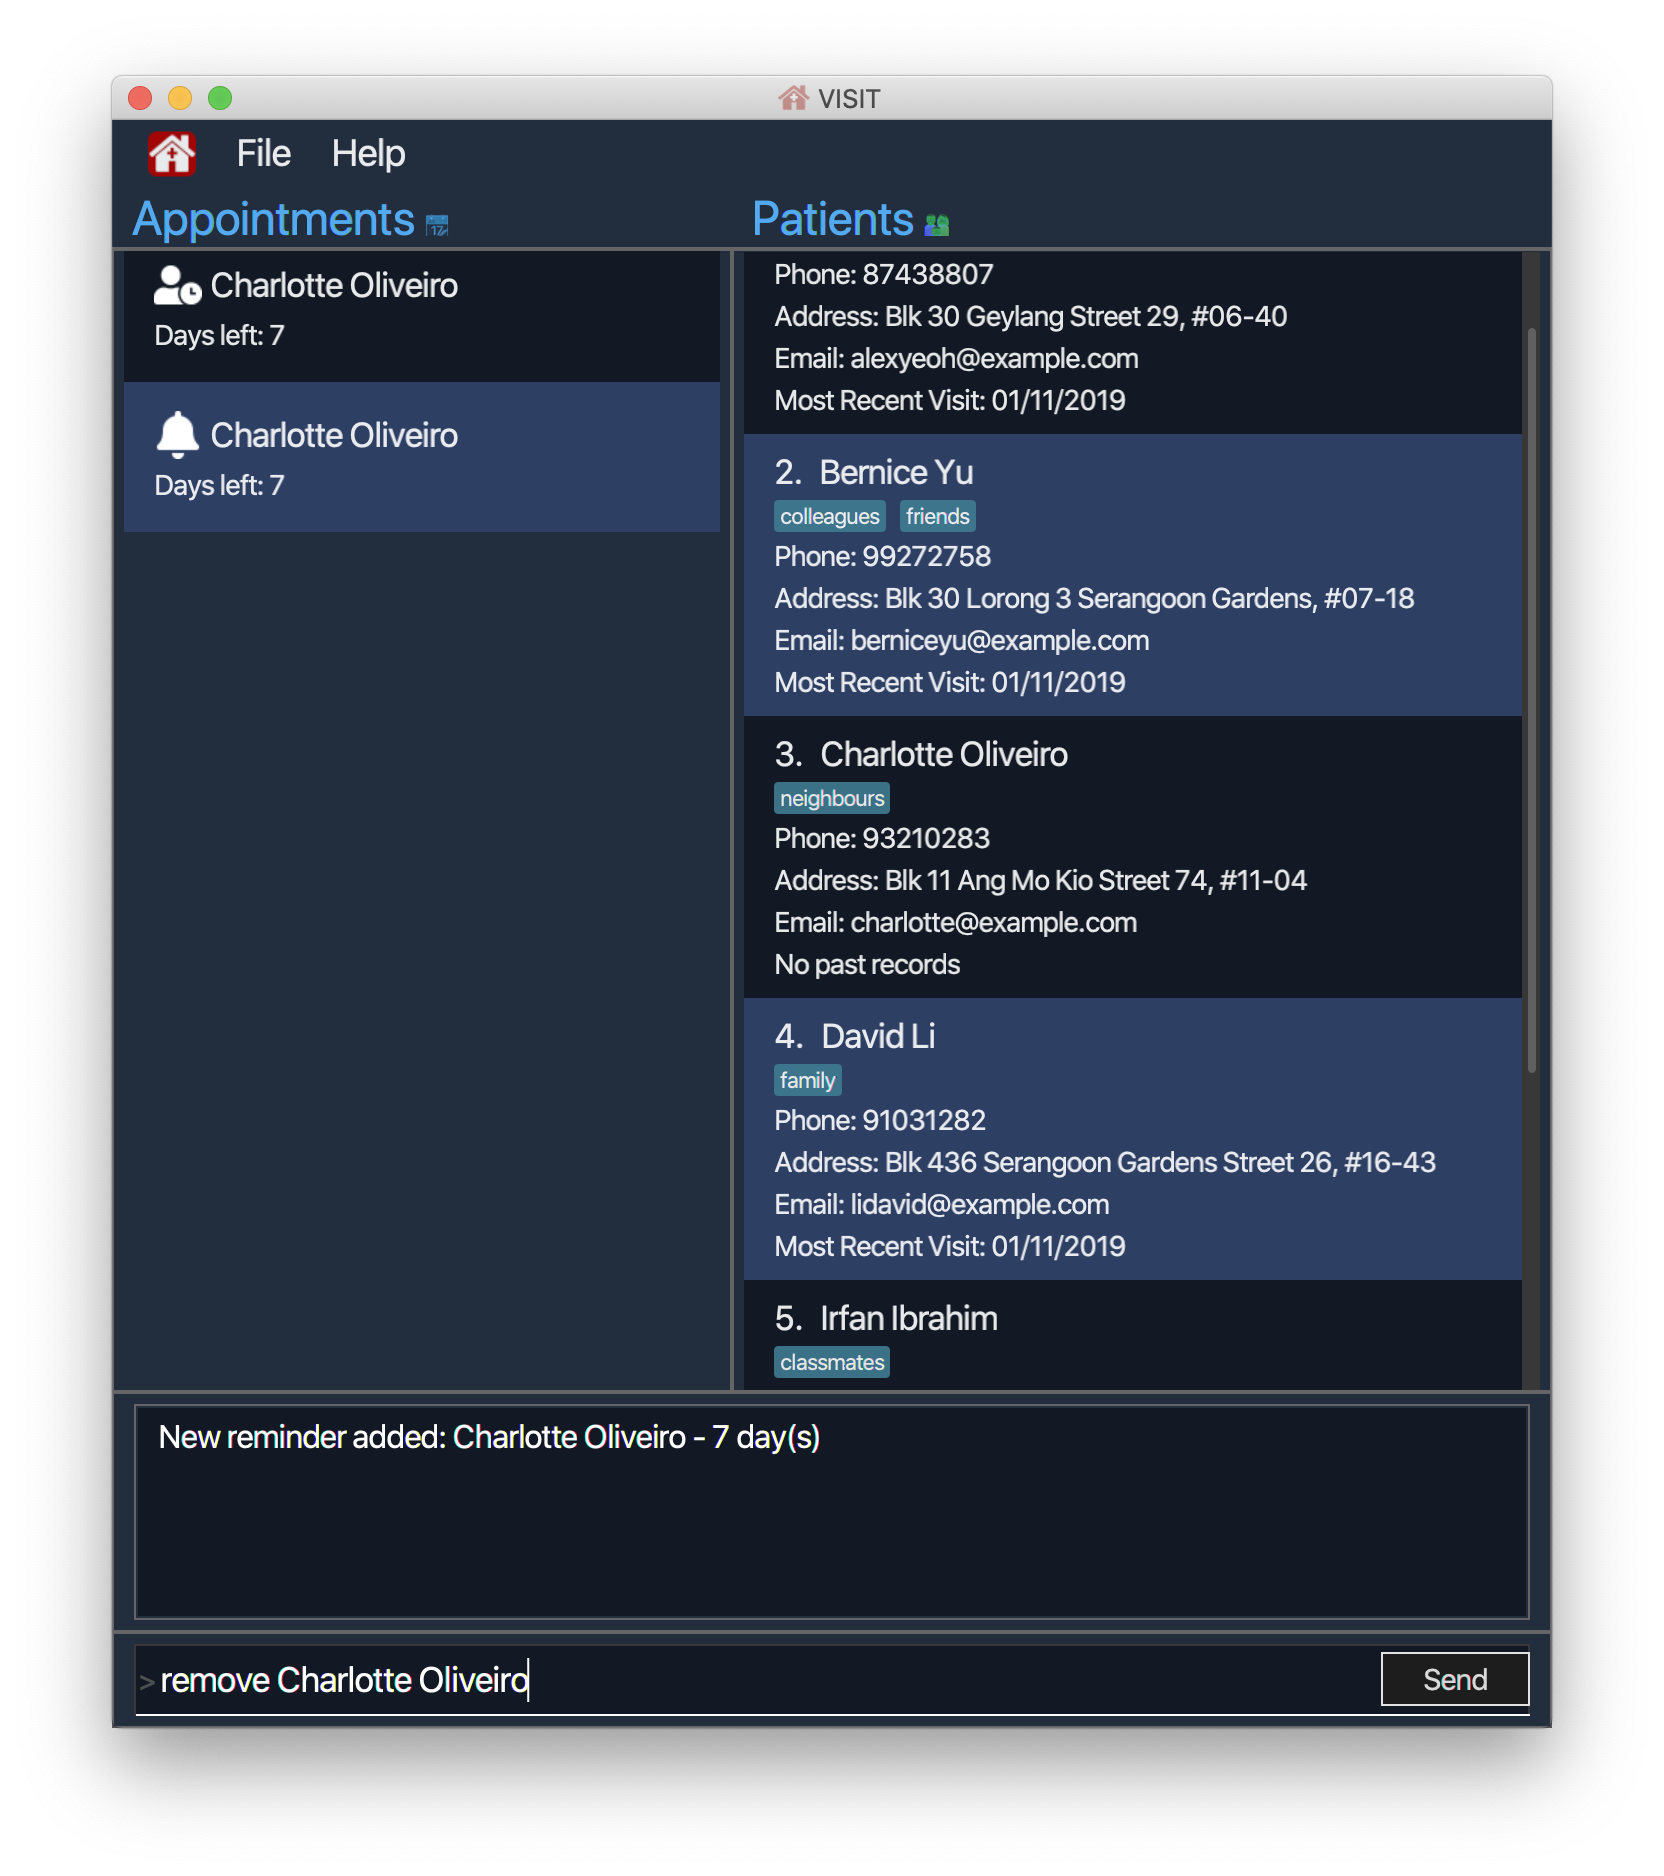 VISIT
File Help
Appointments
Charlotte Oliveiro
Days left: 7
Charlotte Oliveiro
Days left: 7
Patients
Phone: 87438807
Address: Blk 30 Geylang Street 29, #06-40
Email: alexyeoh@example.com
Most Recent Visit: 01/11/2019
2. Bernice Yu
colleagues friends
Phone: 99272758
Address: Blk 30 Lorong 3 Serangoon Gardens, #07-18
Email: berniceyu@example.com
Most Recent Visit: 01/11/2019
3. Charlotte Oliveiro
neighbours
Phone: 93210283
Address: Blk 11 Ang Mo Kio Street 74, #11-04
Email: charlotte@example.com
No past records
4. David Li
family
Phone: 91031282
Address: Blk 436 Serangoon Gardens Street 26, #16-43
Email: lidavid@example.com
Most Recent Visit: 01/11/2019
5. Irfan Ibrahim
classmates
New reminder added: Charlotte Oliveiro - 7 day(s)
> remove Charlotte Oliveiro
Send